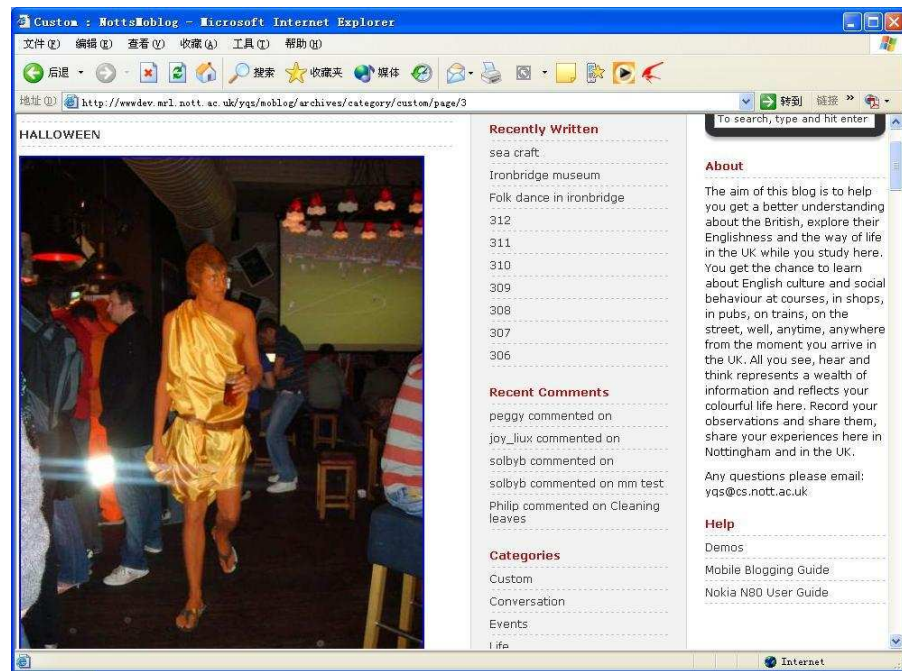 Custom : NottsMoblog - Microsoft Internet Explorer
文件(F) 编辑(E) 查看(V) 收藏(A) 工具(T) 帮助(H)
后退 搜索 收藏夹 媒体
地址(D) http://wwwdev.mrl.nott.ac.uk/yqs/moblog/archives/category/custom/page/3 转到 链接 »
HALLOWEEN
Recently Written
sea craft
Ironbridge museum
Folk dance in ironbridge
312
311
310
309
308
307
306
Recent Comments
peggy commented on
joy_liux commented on
solbyb commented on
solbyb commented on mm test
Philip commented on Cleaning
leaves
Categories
Custom
Conversation
Events
Life
To search, type and hit enter
About
The aim of this blog is to help
you get a better understanding
about the British, explore their
Englishness and the way of life
in the UK while you study here.
You get the chance to learn
about English culture and social
behaviour at courses, in shops,
in pubs, on trains, on the
street, well, anytime, anywhere
from the moment you arrive in
the UK. All you see, hear and
think represents a wealth of
information and reflects your
colourful life here. Record your
observations and share them,
share your experiences here in
Nottingham and in the UK.
Any questions please email:
yqs@cs.nott.ac.uk
Help
Demos
Mobile Blogging Guide
Nokia N80 User Guide
Internet